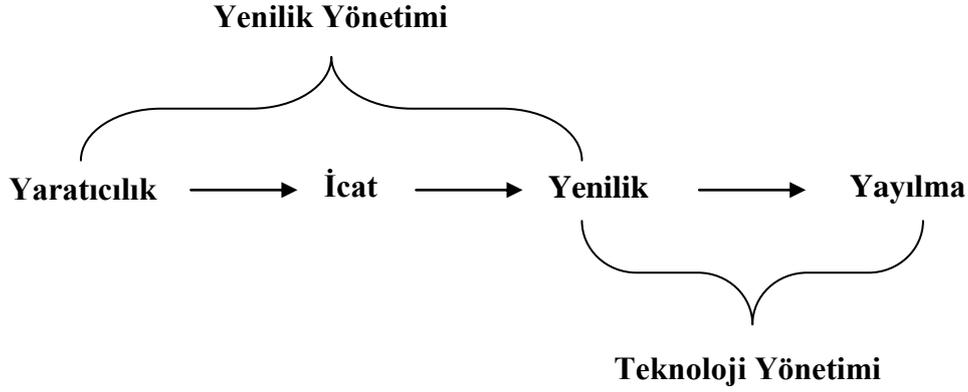 Yenilik Yönetimi
Yaratıcılık İcat Yenilik Yayılma
Teknoloji Yönetimi